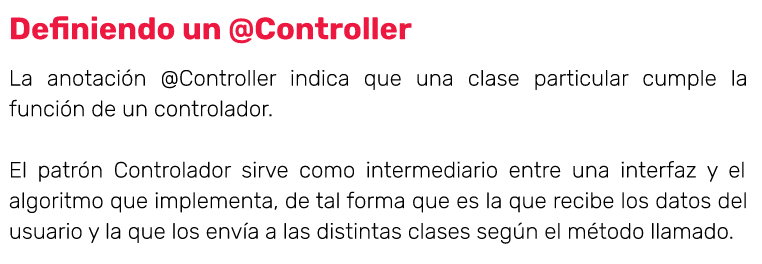 Definiendo un @Controller
La anotación @Controller indica que una clase particular cumple la
función de un controlador.
El patrón Controlador sirve como intermediario entre una interfaz y el
algoritmo que implementa, de tal forma que es la que recibe los datos del
usuario y la que los envía a las distintas clases según el método llamado.